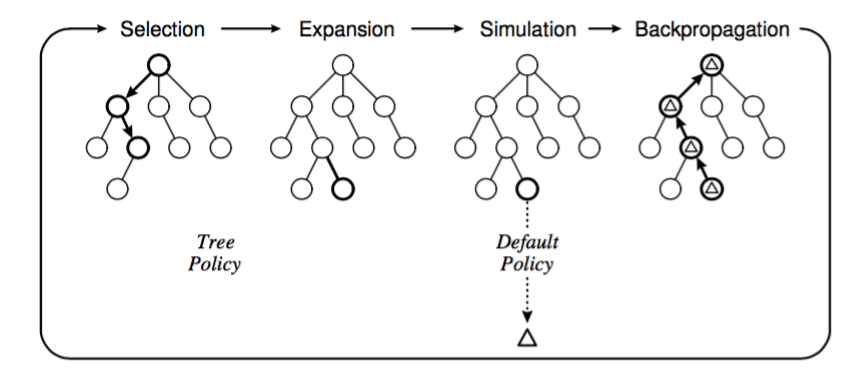 Selection Expansion Simulation Backpropagation
Tree
Policy
Default
Policy